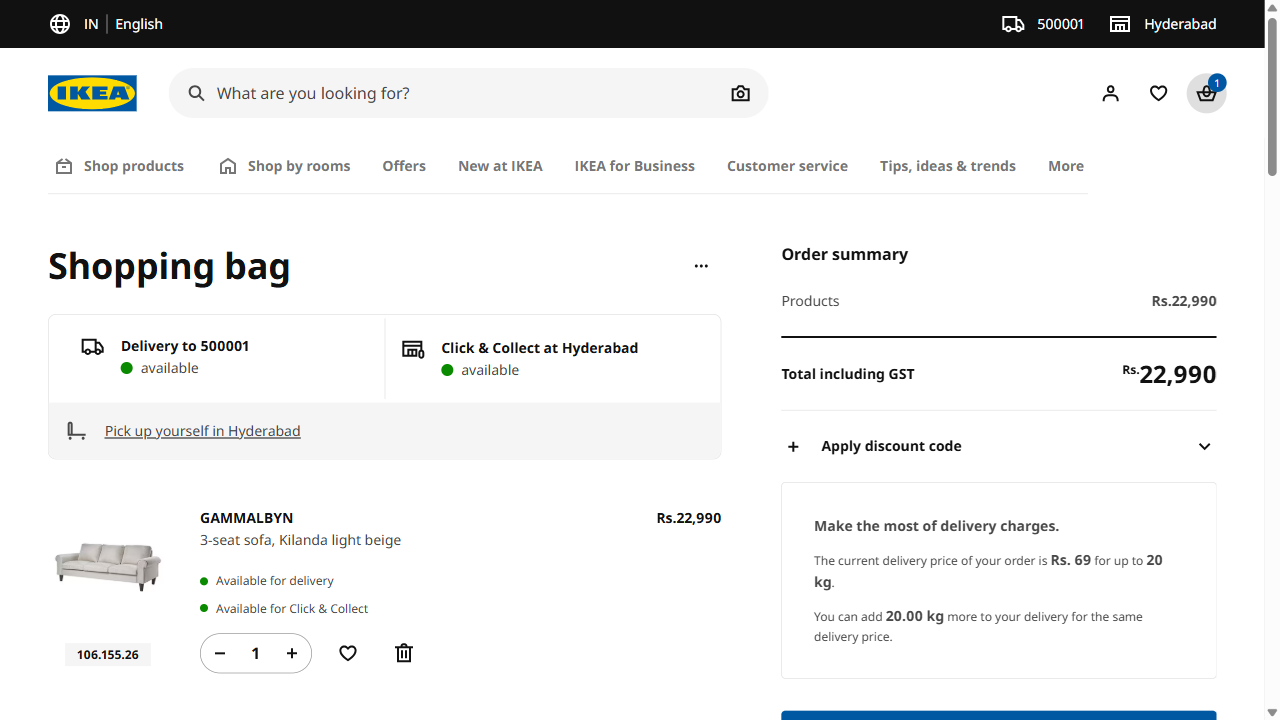 IN English
500001
Hyderabad
IKEA
What are you looking for?
1
Shop products
Shop by rooms
Offers
New at IKEA
IKEA for Business
Customer service
Tips, ideas & trends
More
Shopping bag
Delivery to 500001
available
Click & Collect at Hyderabad
available
Pick up yourself in Hyderabad
GAMMALBYN
Rs.22,990
3-seat sofa, Kilanda light beige
Available for delivery
Available for Click & Collect
106.155.26
1
Order summary
Products Rs.22,990
Total including GST Rs.22,990
Apply discount code
Make the most of delivery charges.
The current delivery price of your order is Rs. 69 for up to 20
kg.
You can add 20.00 kg more to your delivery for the same
delivery price.